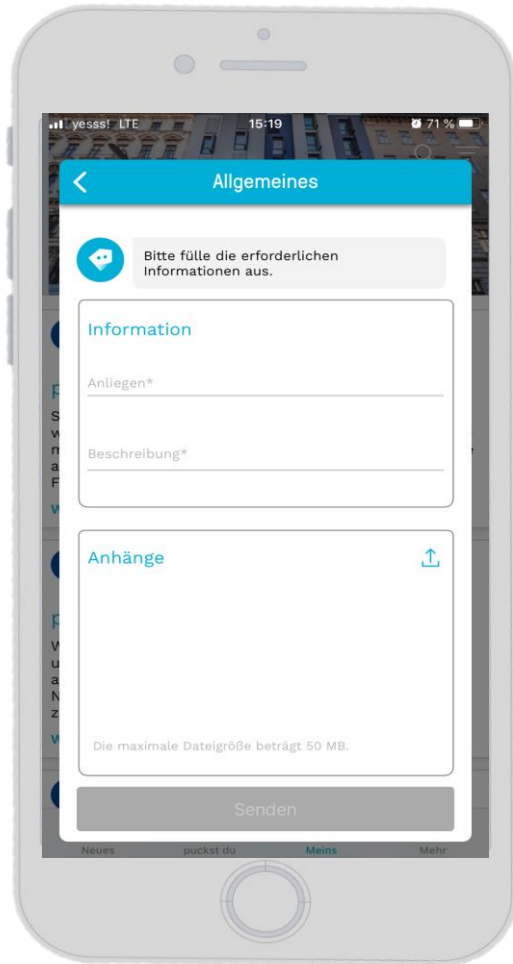 yesss! LTE 15:19 71 %
Allgemeines
Bitte fülle die erforderlichen
Informationen aus.
Information
Anliegen*
Beschreibung*
Anhänge
Die maximale Dateigröße beträgt 50 MB.
Senden
Neues puckst du Meins Mehr